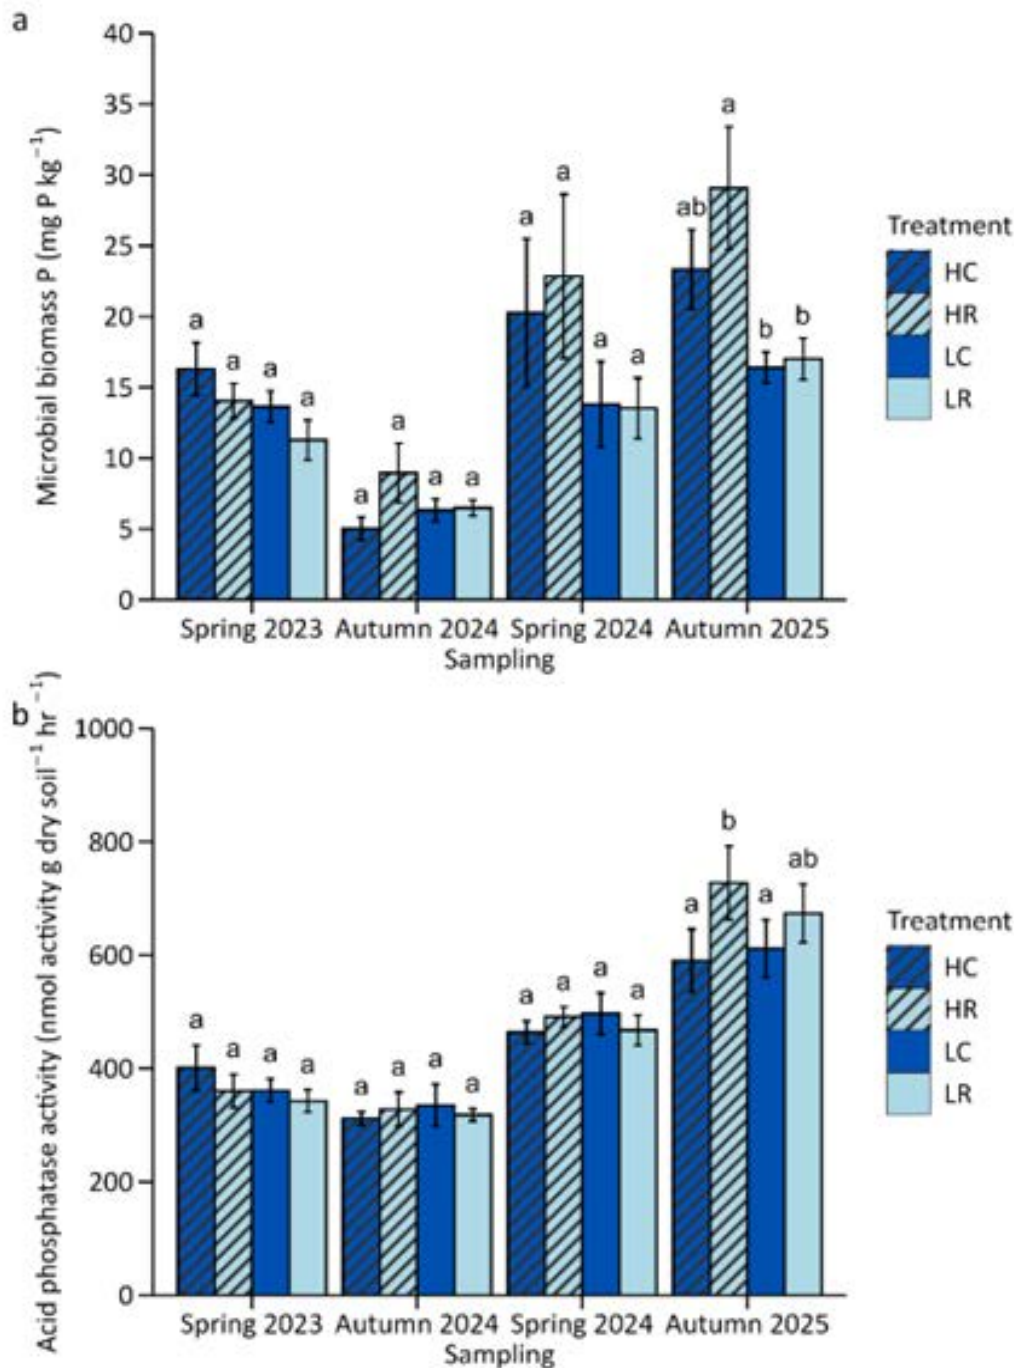 a
Microbial biomass P (mg P kg⁻¹)
40
35
30
25
20
15
10
5
0
a
a
a
a
a
a
a
a
a
a
a
a
ab
a
b
b
Spring 2023 Autumn 2024 Spring 2024 Autumn 2025
Sampling
Treatment
HC
HR
LC
LR
b
Acid phosphatase activity (nmol activity g dry soil⁻¹ hr ⁻¹)
1000
800
600
400
200
0
a
a
a
a
a
a
a
a
a
a
a
a
a
b
a
ab
Spring 2023 Autumn 2024 Spring 2024 Autumn 2025
Sampling
Treatment
HC
HR
LC
LR